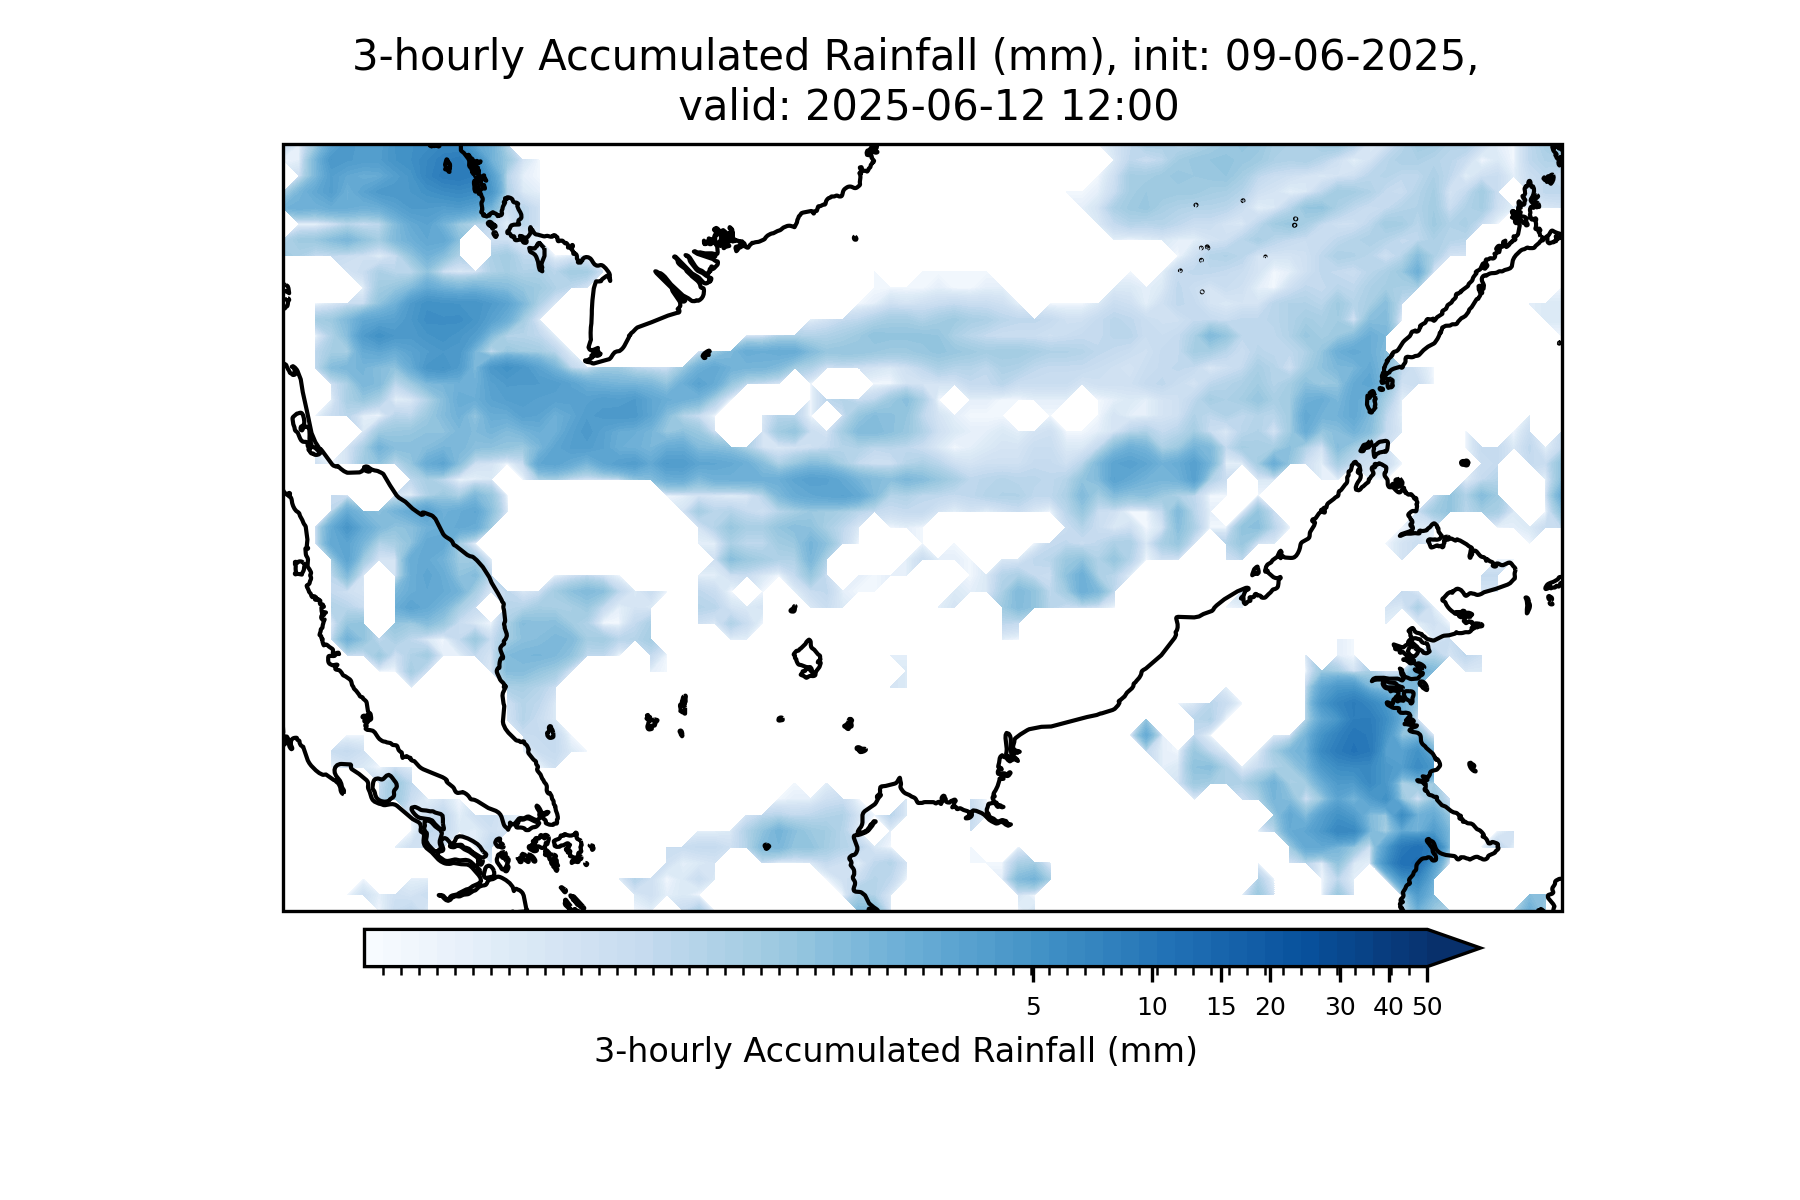 3-hourly Accumulated Rainfall (mm), init: 09-06-2025,
valid: 2025-06-12 12:00
5 10 15 20 30 40 50
3-hourly Accumulated Rainfall (mm)